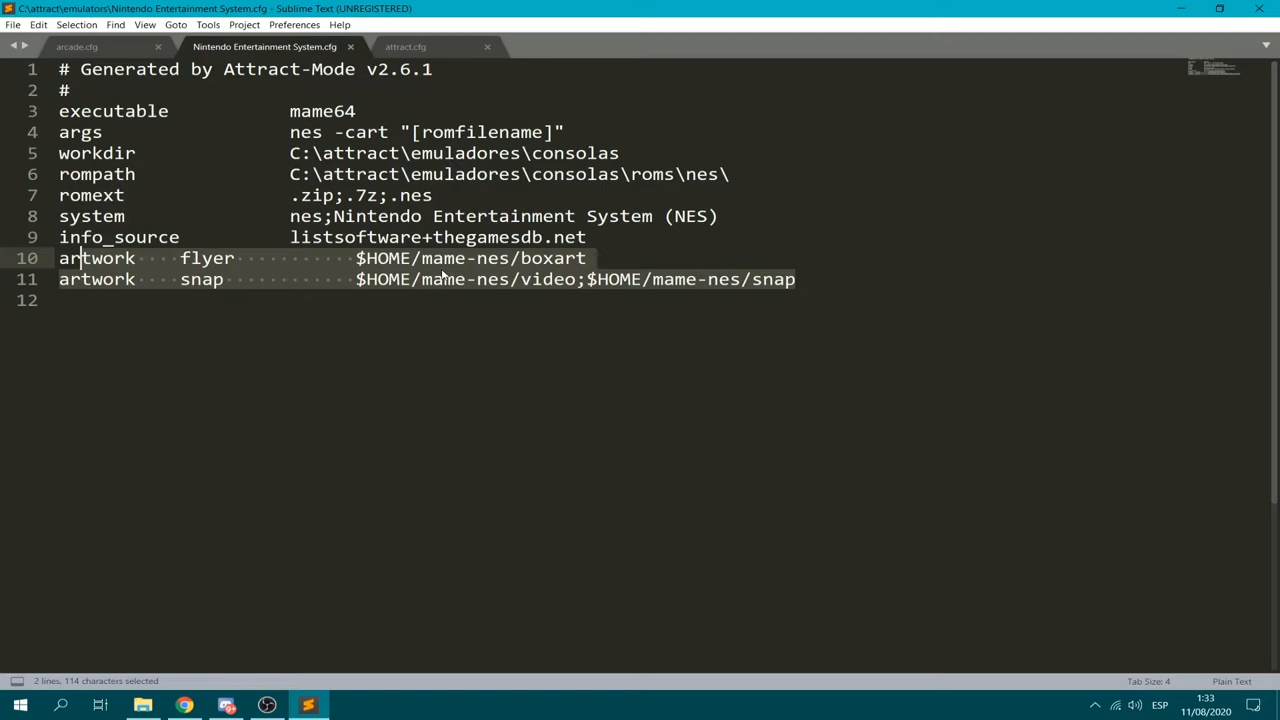 C:\attract\emulators\Nintendo Entertainment System.cfg - Sublime Text (UNREGISTERED)
File Edit Selection Find View Goto Tools Project Preferences Help
arcade.cfg Nintendo Entertainment System.cfg attract.cfg
1 # Generated by Attract-Mode v2.6.1
2 #
3 executable mame64
4 args nes -cart "[romfilename]"
5 workdir C:\attract\emuladores\consolas
6 rompath C:\attract\emuladores\consolas\roms\nes\
7 romext .zip;.7z;.nes
8 system nes;Nintendo Entertainment System (NES)
9 info_source listsoftware+thegamesdb.net
10 artwork flyer $HOME/mame-nes/boxart
11 artwork snap $HOME/mame-nes/video;$HOME/mame-nes/snap
12
2 lines, 114 characters selected Tab Size: 4 Plain Text
ESP 1:33
11/08/2020